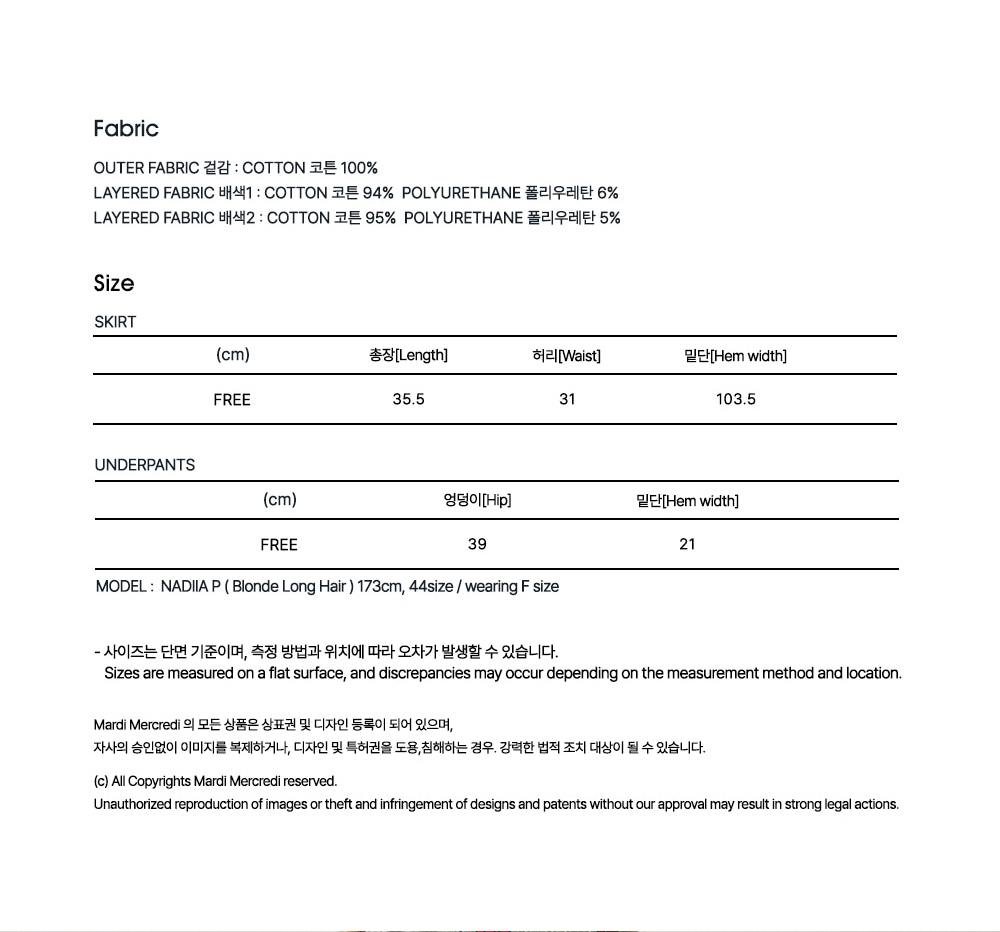 Fabric
OUTER FABRIC 겉감 : COTTON 코튼 100%
LAYERED FABRIC 배색1 : COTTON 코튼 94% POLYURETHANE 폴리우레탄 6%
LAYERED FABRIC 배색2 : COTTON 코튼 95% POLYURETHANE 폴리우레탄 5%
Size
SKIRT
(cm) 총장[Length] 허리[Waist] 밑단[Hem width]
FREE 35.5 31 103.5
UNDERPANTS
(cm) 엉덩이[Hip] 밑단[Hem width]
FREE 39 21
MODEL : NADIIA P ( Blonde Long Hair ) 173cm, 44size / wearing F size
- 사이즈는 단면 기준이며, 측정 방법과 위치에 따라 오차가 발생할 수 있습니다.
Sizes are measured on a flat surface, and discrepancies may occur depending on the measurement method and location.
Mardi Mercredi 의 모든 상품은 상표권 및 디자인 등록이 되어 있으며,
자사의 승인없이 이미지를 복제하거나, 디자인 및 특허권을 도용,침해하는 경우. 강력한 법적 조치 대상이 될 수 있습니다.
(c) All Copyrights Mardi Mercredi reserved.
Unauthorized reproduction of images or theft and infringement of designs and patents without our approval may result in strong legal actions.